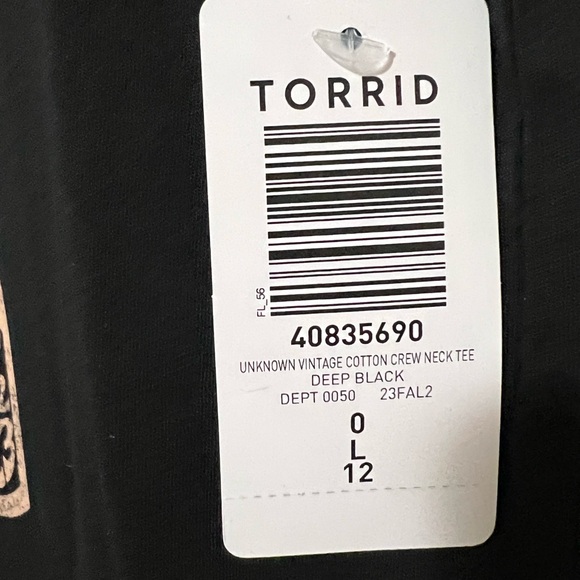 TORRID
FL_56
40835690
UNKNOWN VINTAGE COTTON CREW NECK TEE
DEEP BLACK
DEPT 0050 23FAL2
0
L
12